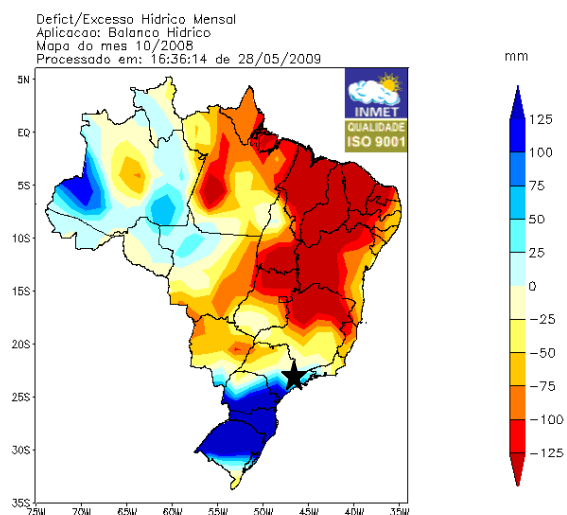 Defict/Excesso Hidrico Mensal
Aplicacao: Balanco Hidrico
Mapa do mes 10/2008
Processado em: 16:36:14 de 28/05/2009
mm
INMET
QUALIDADE
ISO 9001
5N
EQ
5S
10S
15S
20S
25S
30S
35S
75W 70W 65W 60W 55W 50W 45W 40W 35W
125
100
75
50
25
-25
-50
-75
-100
-125